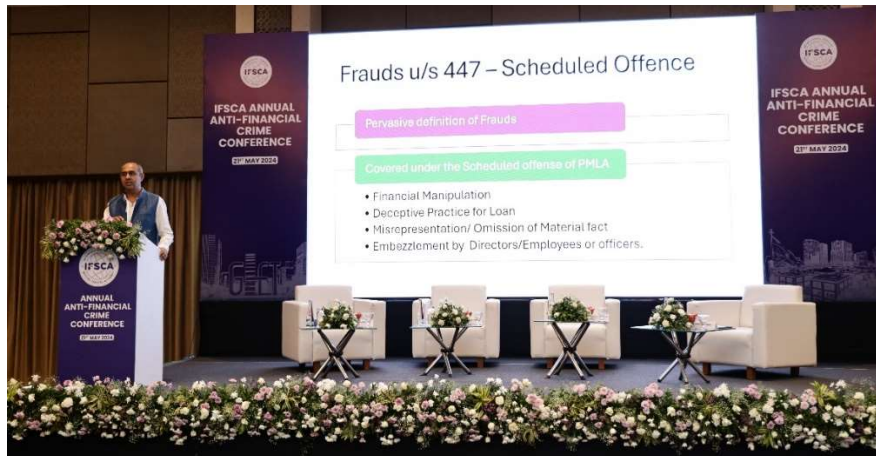 IFSCA
IFSCA ANNUAL
ANTI-FINANCIAL
CRIME
CONFERENCE
21ST MAY 2024
Frauds u/s 447 – Scheduled Offence
Pervasive definition of Frauds
Covered under the Scheduled offense of PMLA
• Financial Manipulation
• Deceptive Practice for Loan
• Misrepresentation/ Omission of Material fact
• Embezzlement by Directors/Employees or officers.
IFSCA
IFSCA ANNUAL
ANTI-FINANCIAL
CRIME
CONFERENCE
21ST MAY 2024
IFSCA
ANNUAL
ANTI-FINANCIAL
CRIME
CONFERENCE
21ST MAY 2024